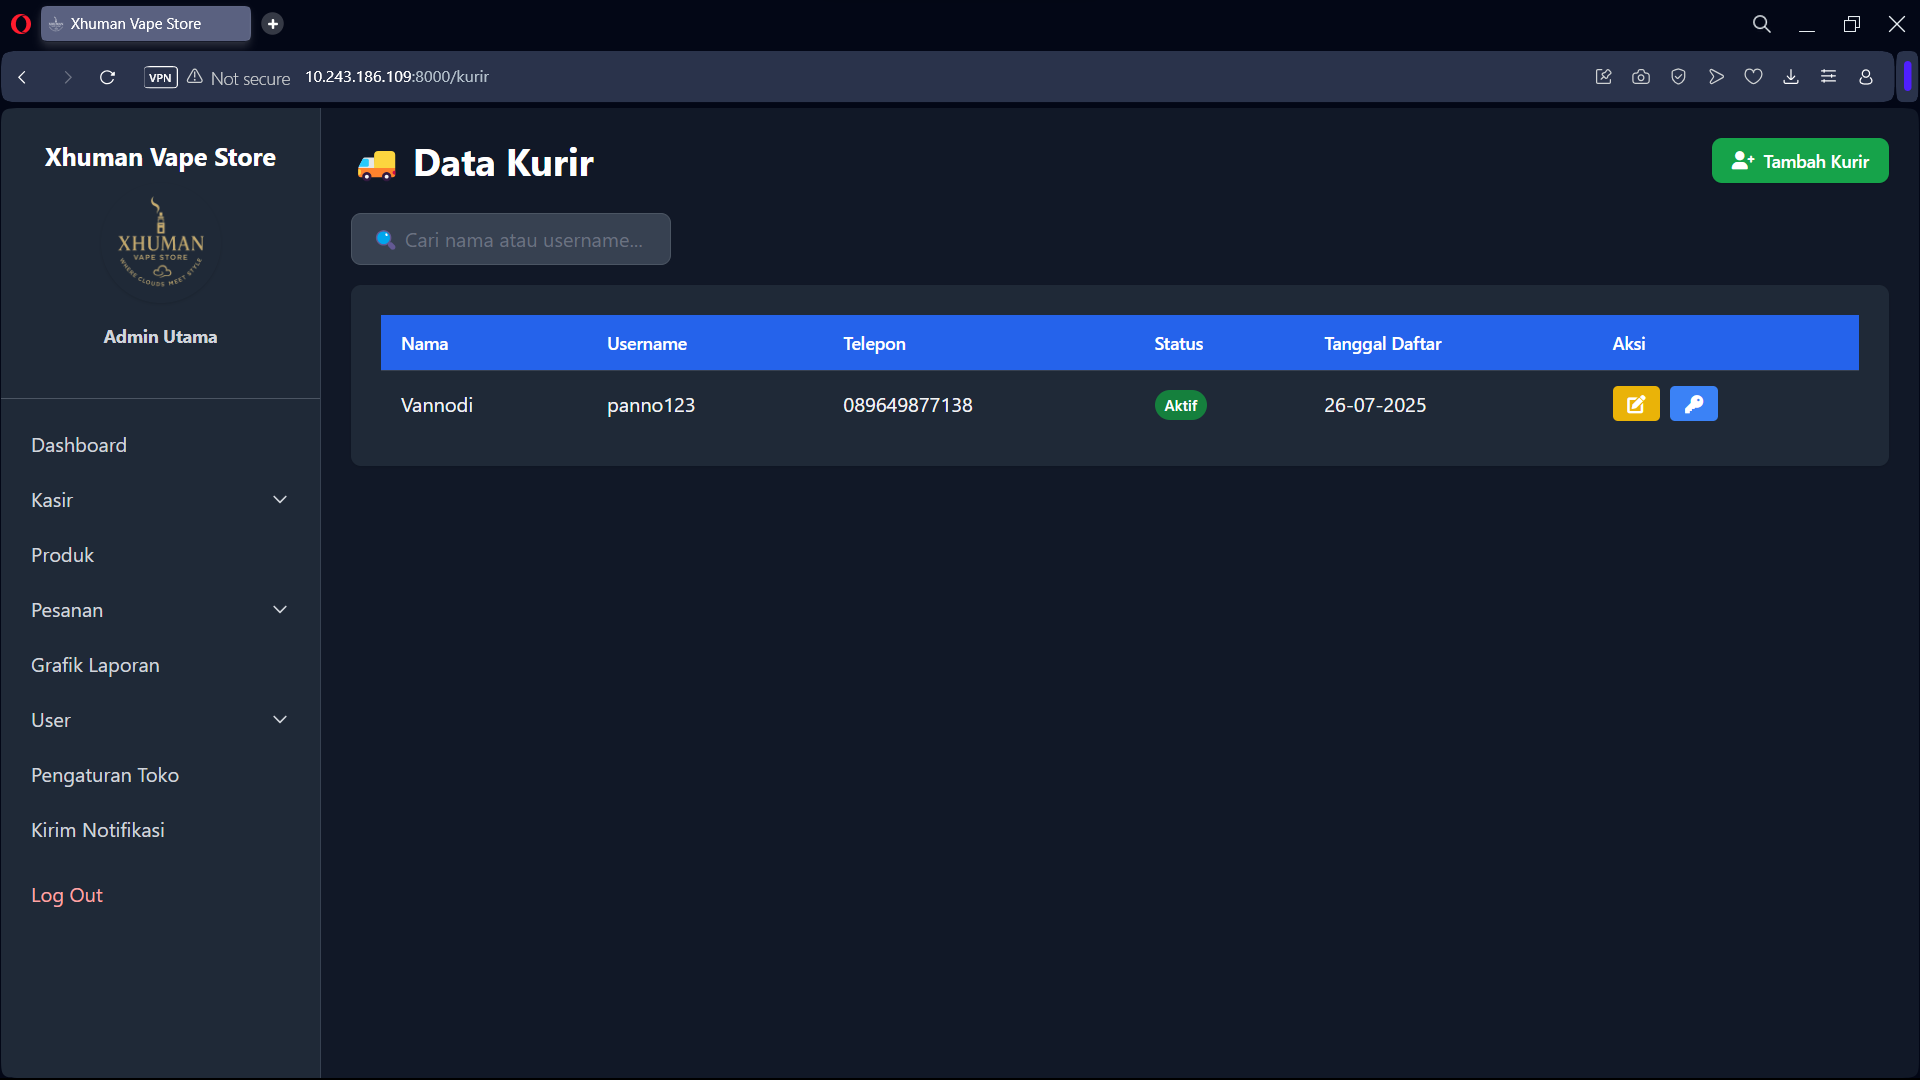 Xhuman Vape Store
VPN
Not secure
10.243.186.109:8000/kurir
Xhuman Vape Store
XHUMAN
VAPE STORE
WHERE CLOUDS MEET STYLE
Admin Utama
Dashboard
Kasir
Produk
Pesanan
Grafik Laporan
User
Pengaturan Toko
Kirim Notifikasi
Log Out
Data Kurir
Tambah Kurir
Cari nama atau username...
Nama Username Telepon Status Tanggal Daftar Aksi
Vannodi panno123 089649877138 Aktif 26-07-2025